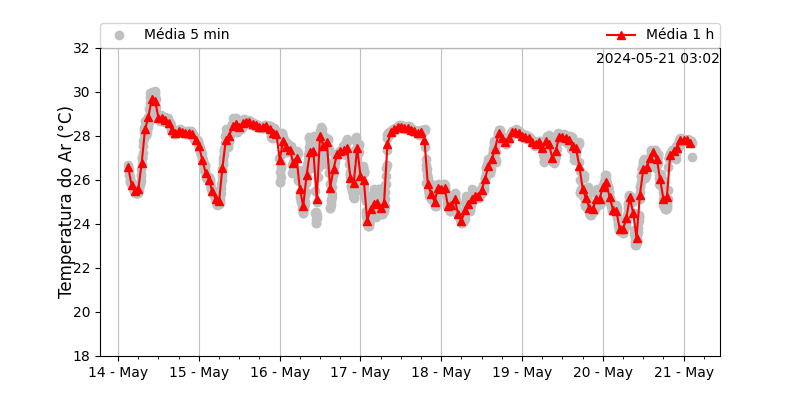 Média 5 min
Média 1 h
2024-05-21 03:02
Temperatura do Ar (°C)
32
30
28
26
24
22
20
18
14 - May
15 - May
16 - May
17 - May
18 - May
19 - May
20 - May
21 - May